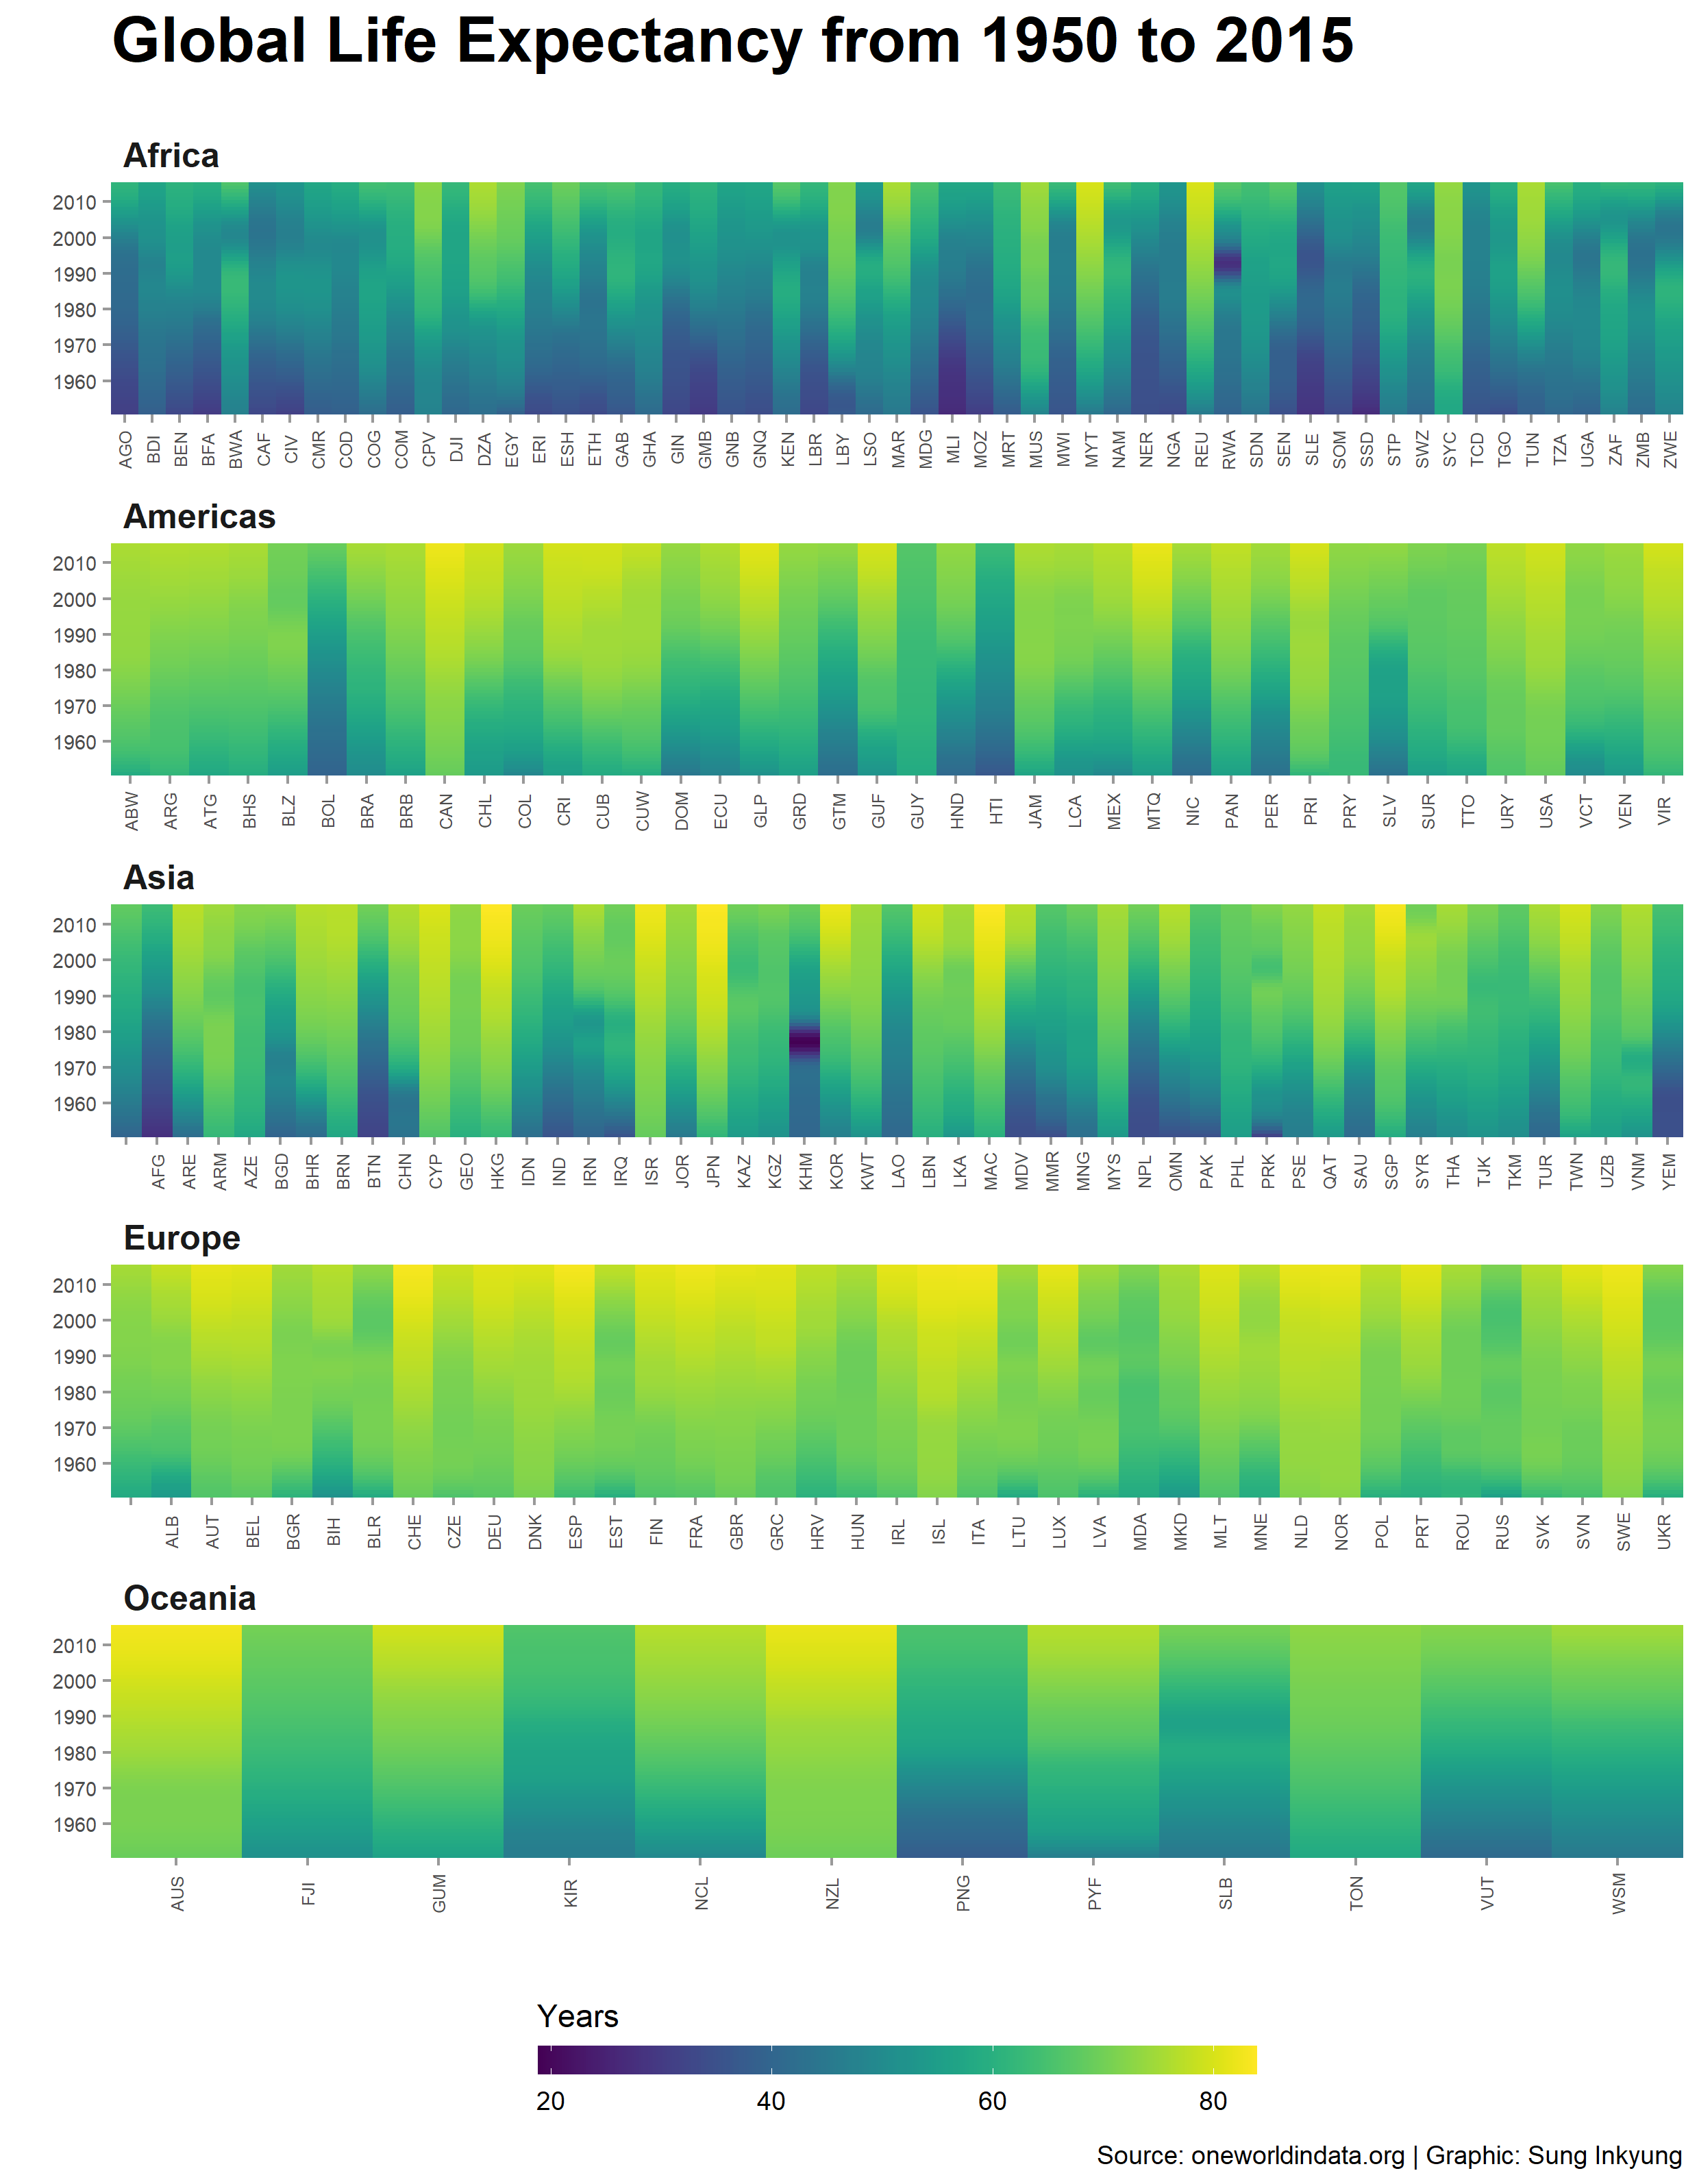 Global Life Expectancy from 1950 to 2015
Africa
2010
2000
1990
1980
1970
1960
AGO BDI BEN BFA BWA CAF CIV CMR COD COG COM CPV DJI DZA EGY ERI ESH ETH GAB GHA GIN GMB GNB GNQ KEN LBR LBY LSO MAR MDG MLI MOZ MRT MUS MWI MYT NAM NER NGA REU RWA SDN SEN SLE SOM SSD STP SWZ SYC TCD TGO TUN TZA UGA ZAF ZMB ZWE
Americas
2010
2000
1990
1980
1970
1960
ABW ARG ATG BHS BLZ BOL BRA BRB CAN CHL COL CRI CUB CUW DOM ECU GLP GRD GTM GUF GUY HND HTI JAM LCA MEX MTQ NIC PAN PER PRI PRY SLV SUR TTO URY USA VCT VEN VIR
Asia
2010
2000
1990
1980
1970
1960
AFG ARE ARM AZE BGD BHR BRN BTN CHN CYP GEO HKG IDN IND IRN IRQ ISR JOR JPN KAZ KGZ KHM KOR KWT LAO LBN LKA MAC MDV MMR MNG MYS NPL OMN PAK PHL PRK PSE QAT SAU SGP SYR THA TJK TKM TUR TWN UZB VNM YEM
Europe
2010
2000
1990
1980
1970
1960
ALB AUT BEL BGR BIH BLR CHE CZE DEU DNK ESP EST FIN FRA GBR GRC HRV HUN IRL ISL ITA LTU LUX LVA MDA MKD MLT MNE NLD NOR POL PRT ROU RUS SVK SVN SWE UKR
Oceania
2010
2000
1990
1980
1970
1960
AUS FJI GUM KIR NCL NZL PNG PYF SLB TON VUT WSM
Years
20 40 60 80
Source: oneworldindata.org | Graphic: Sung Inkyung